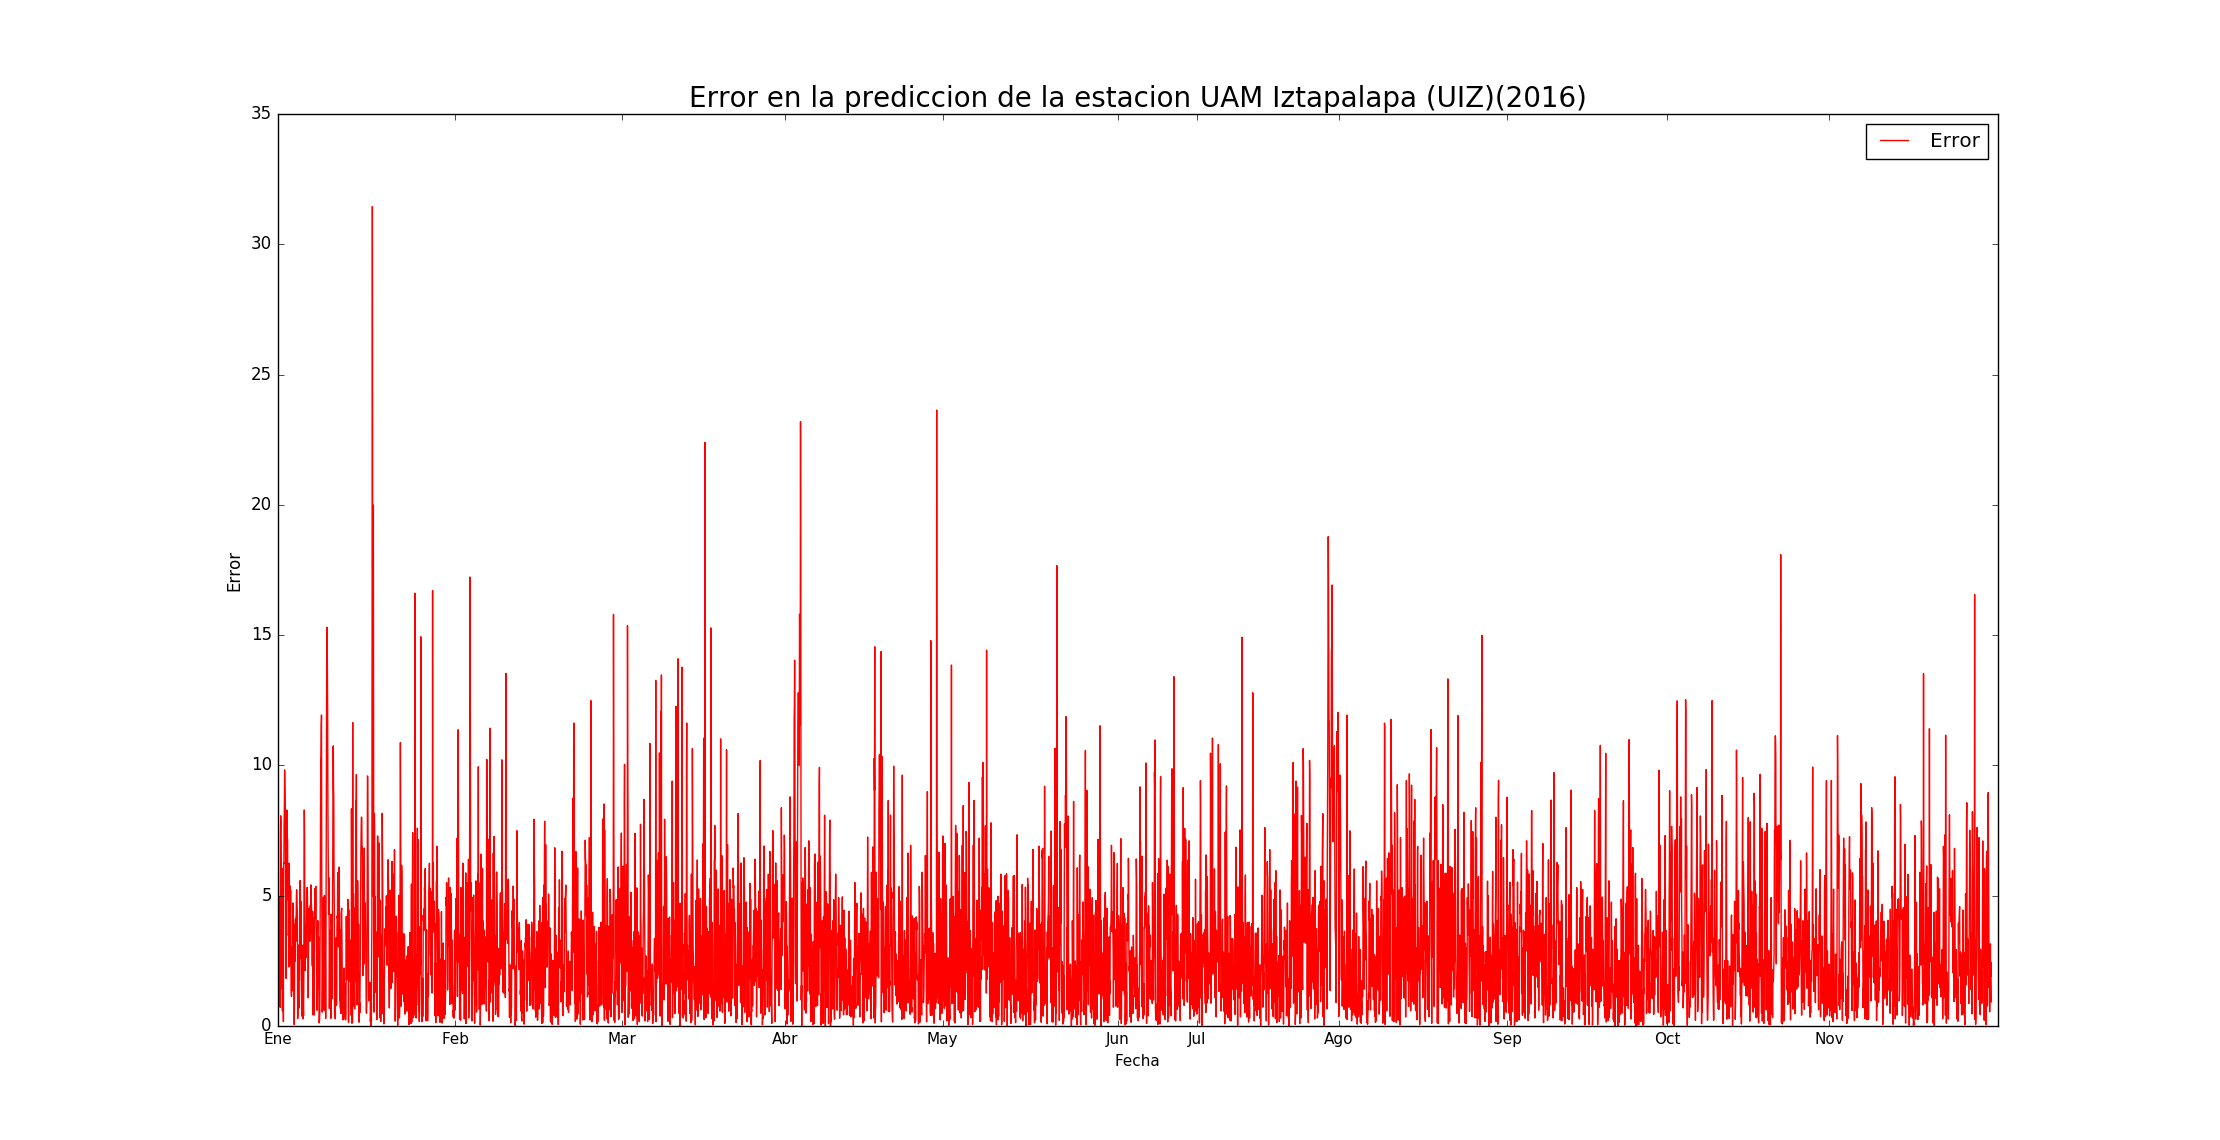 Error en la prediccion de la estacion UAM Iztapalapa (UIZ)(2016)
Error
35
30
25
20
15
10
5
0
Error
Ene Feb Mar Abr May Jun Jul Ago Sep Oct Nov
Fecha